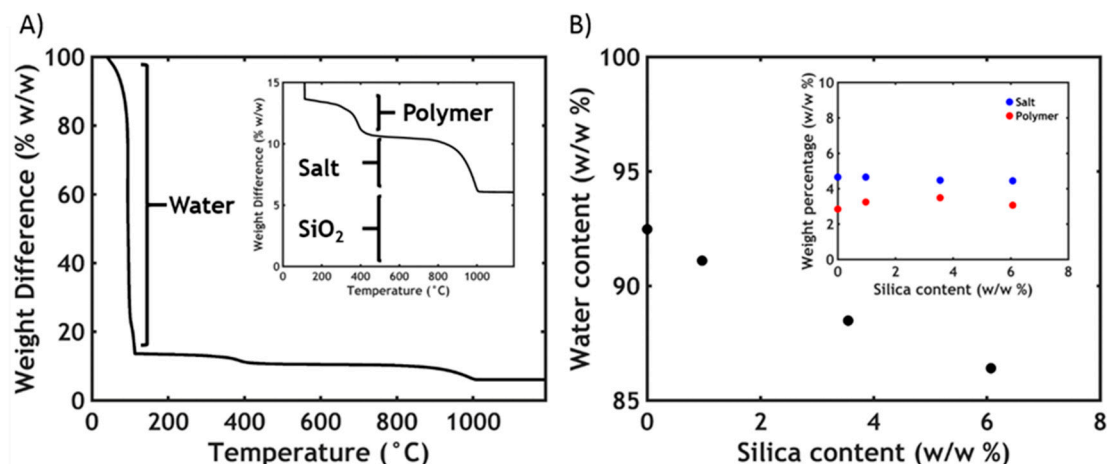 A)
Weight Difference (% w/w)
100
80
60
40
20
0
0
200
400
600
800
1000
Temperature (°C)
Water
Weight Difference (% w/w)
15
10
5
0
0
200
400
600
800
1000
Temperature (°C)
Polymer
Salt
SiO₂
B)
Water content (w/w %)
100
95
90
85
0
2
4
6
8
Silica content (w/w %)
Weight percentage (w/w %)
10
8
6
4
2
0
0
2
4
6
8
Silica content (w/w %)
Salt
Polymer